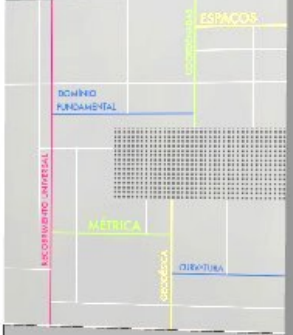 ESPAÇOS
COORDENADAS
DOMÍNIO
FUNDAMENTAL
RECOBRIMENTO UNIVERSAL
MÉTRICA
GEODÉSICA
CURVATURA